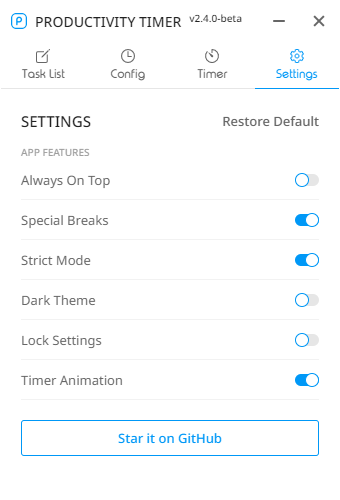 P PRODUCTIVITY TIMER v2.4.0-beta
Task List Config Timer Settings
SETTINGS Restore Default
APP FEATURES
Always On Top
Special Breaks
Strict Mode
Dark Theme
Lock Settings
Timer Animation
Star it on GitHub